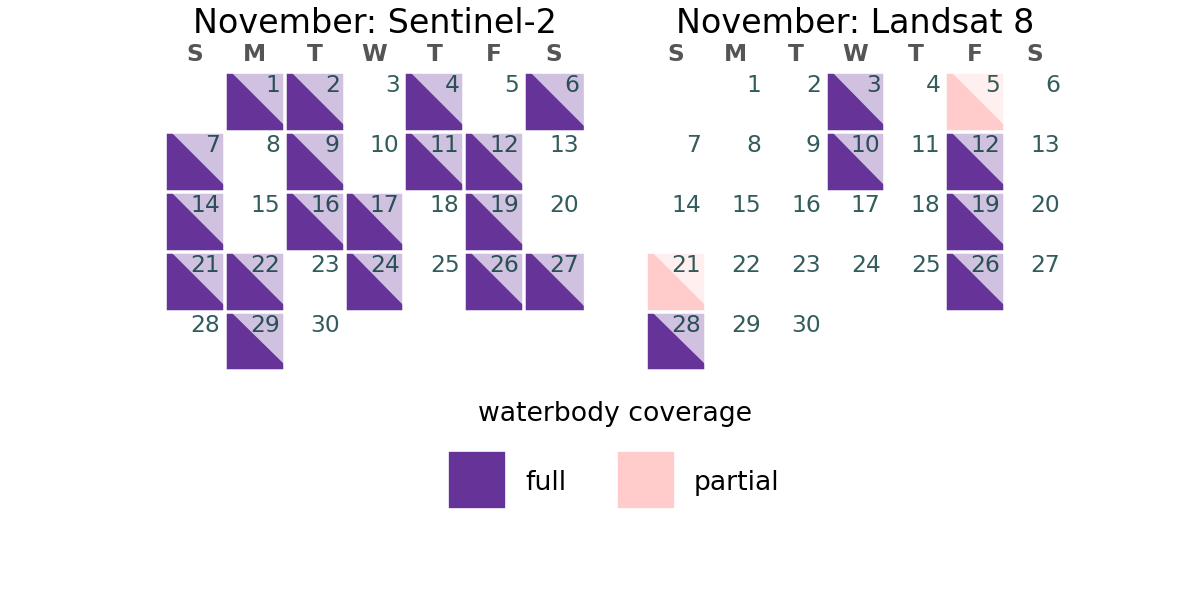 November: Sentinel-2
S M T W T F S
1 2 3 4 5 6
7 8 9 10 11 12 13
14 15 16 17 18 19 20
21 22 23 24 25 26 27
28 29 30
November: Landsat 8
S M T W T F S
1 2 3 4 5 6
7 8 9 10 11 12 13
14 15 16 17 18 19 20
21 22 23 24 25 26 27
28 29 30
waterbody coverage
full partial